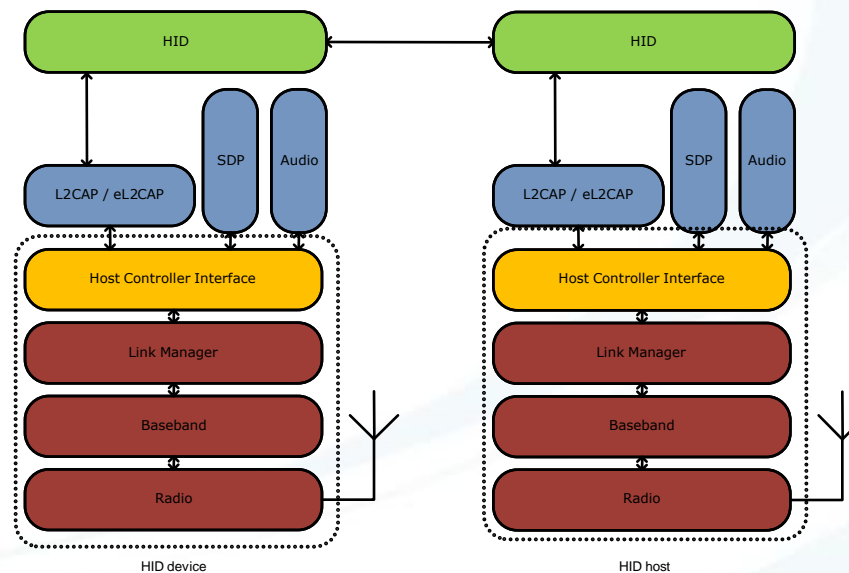 HID
HID
SDP
Audio
L2CAP / eL2CAP
SDP
Audio
L2CAP / eL2CAP
Host Controller Interface
Host Controller Interface
Link Manager
Link Manager
Baseband
Baseband
Radio
Radio
HID device
HID host